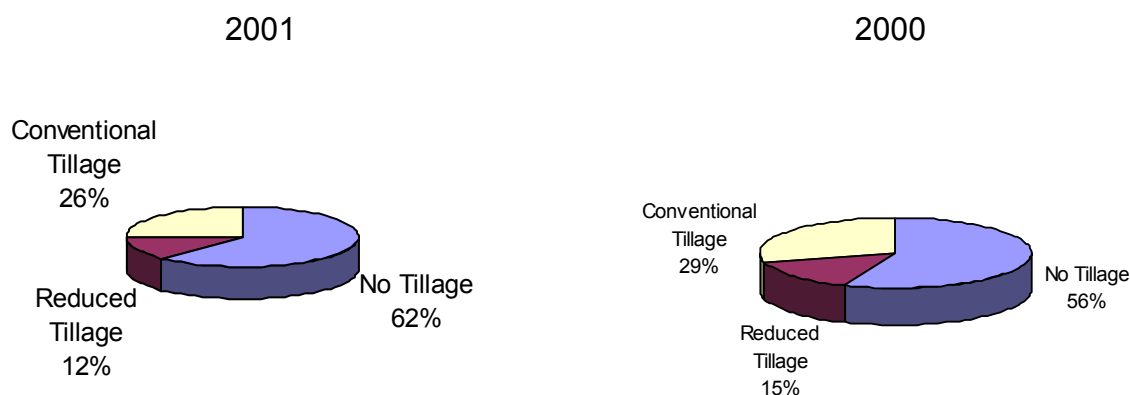 2001
Conventional
Tillage
26%
Reduced
Tillage
12%
No Tillage
62%
2000
Conventional
Tillage
29%
Reduced
Tillage
15%
No Tillage
56%